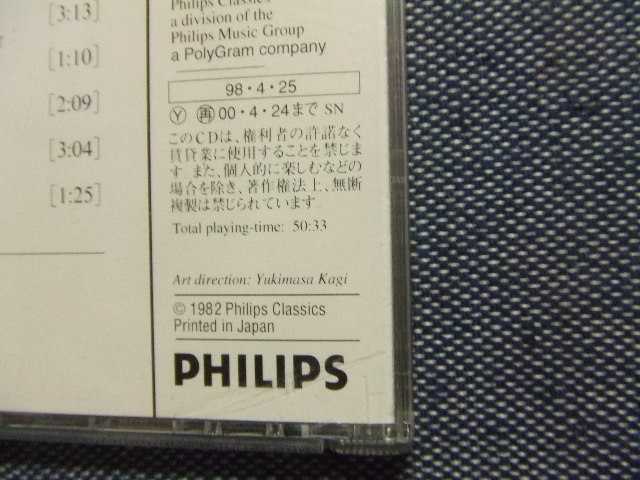 [3:13]
[1:10]
[2:09]
[3:04]
[1:25]
Philips Classics
a division of the
Philips Music Group
a PolyGram company
98・4・25
Ⓨ 再 00・4・24まで SN
このCDは、権利者の許諾なく
賃貸業に使用することを禁じま
す。また、個人的に楽しむなどの
場合を除き、著作権法上、無断
複製は禁じられています
Total playing-time: 50:33
Art direction: Yukimasa Kagi
© 1982 Philips Classics
Printed in Japan
PHILIPS